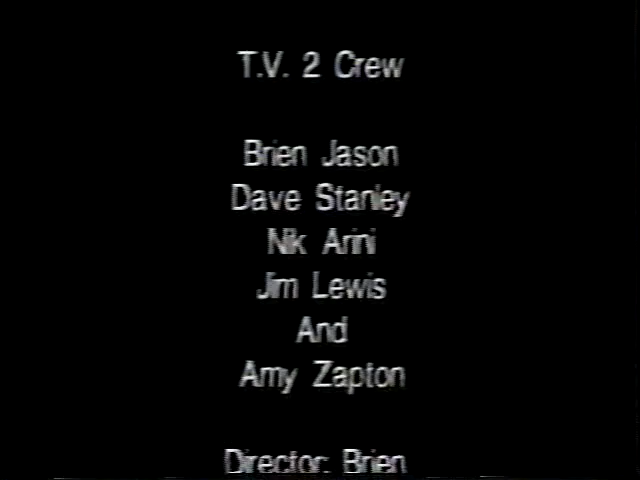 T.V. 2 Crew
Brien Jason
Dave Stanley
Nik Arini
Jim Lewis
And
Amy Zapton
Director: Brien